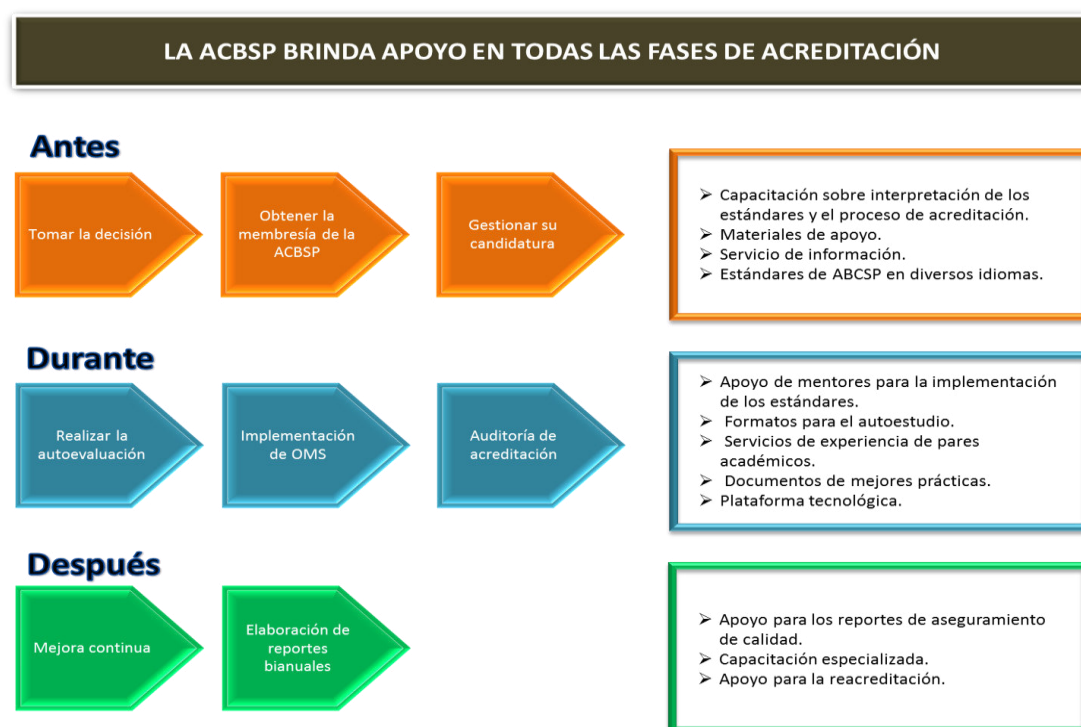 LA ACBSP BRINDA APOYO EN TODAS LAS FASES DE ACREDITACIÓN
Antes
Tomar la decisión
Obtener la
membresía de la
ACBSP
Gestionar su
candidatura
➢ Capacitación sobre interpretación de los
estándares y el proceso de acreditación.
➢ Materiales de apoyo.
➢ Servicio de información.
➢ Estándares de ABCSP en diversos idiomas.
Durante
Realizar la
autoevaluación
Implementación
de OMS
Auditoría de
acreditación
➢ Apoyo de mentores para la implementación
de los estándares.
➢ Formatos para el autoestudio.
➢ Servicios de experiencia de pares
académicos.
➢ Documentos de mejores prácticas.
➢ Plataforma tecnológica.
Después
Mejora continua
Elaboración de
reportes
bianuales
➢ Apoyo para los reportes de aseguramiento
de calidad.
➢ Capacitación especializada.
➢ Apoyo para la reacreditación.